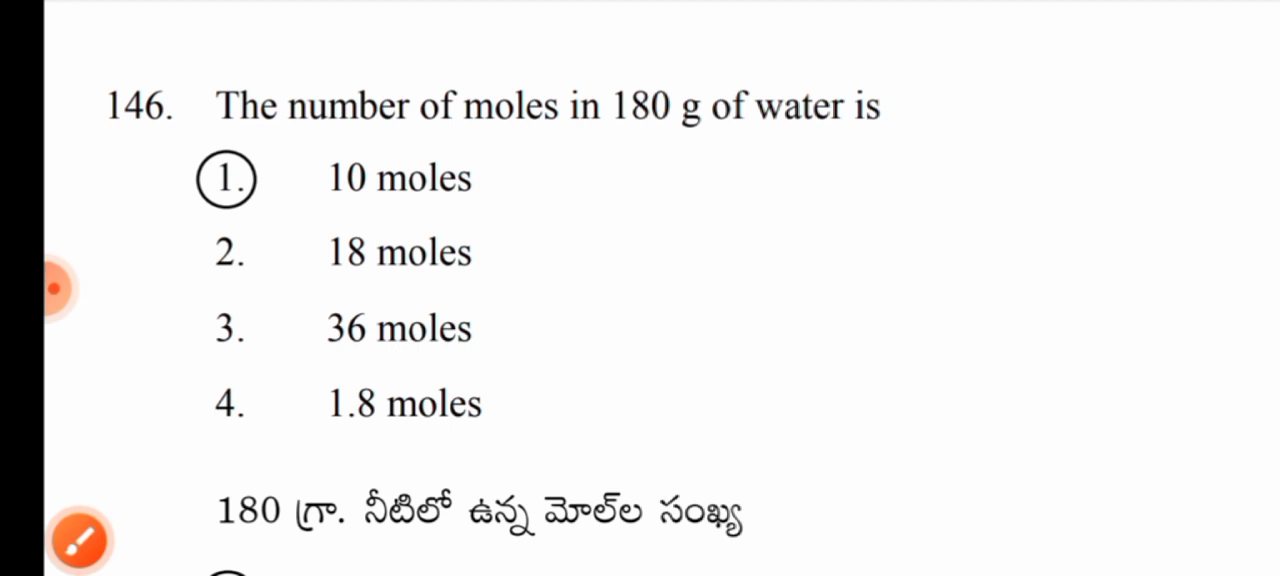 146. The number of moles in 180 g of water is
1. 10 moles
2. 18 moles
3. 36 moles
4. 1.8 moles
180 గ్రా. నీటిలో ఉన్న మోల్‌ల సంఖ్య